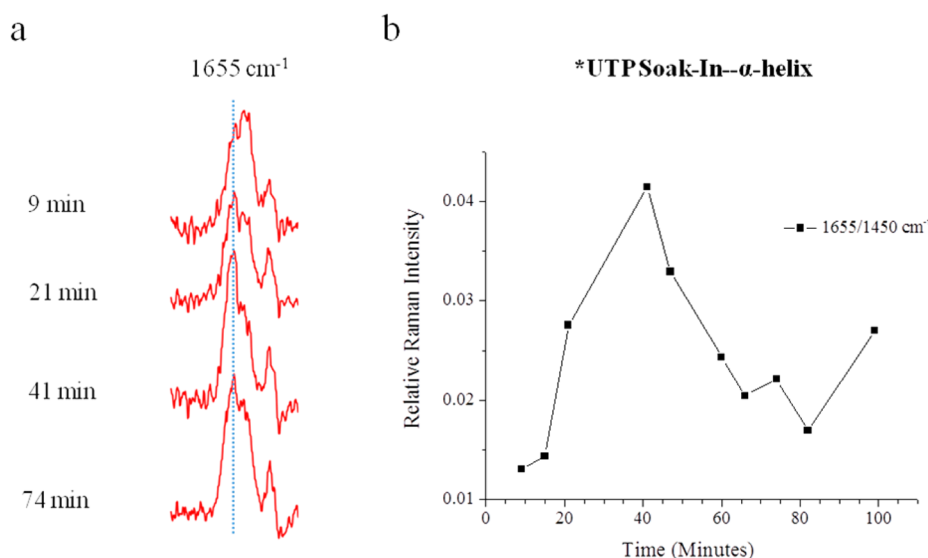 a
1655 cm⁻¹
9 min
21 min
41 min
74 min
b
*UTP Soak-In--α-helix
Relative Raman Intensity
0.04
0.03
0.02
0.01
1655/1450 cm⁻¹
0 20 40 60 80 100
Time (Minutes)